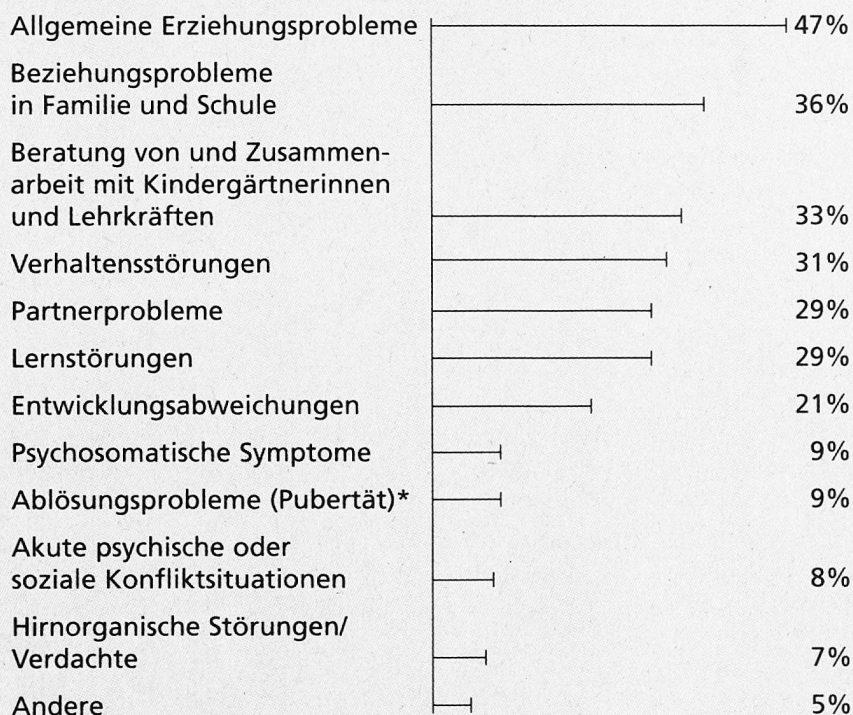 Allgemeine Erziehungsprobleme 47%
Beziehungsprobleme
in Familie und Schule 36%
Beratung von und Zusammen-
arbeit mit Kindergärtnerinnen
und Lehrkräften 33%
Verhaltensstörungen 31%
Partnerprobleme 29%
Lernstörungen 29%
Entwicklungsabweichungen 21%
Psychosomatische Symptome 9%
Ablösungsprobleme (Pubertät)* 9%
Akute psychische oder
soziale Konfliktsituationen 8%
Hirnorganische Störungen/
Verdachte 7%
Andere 5%